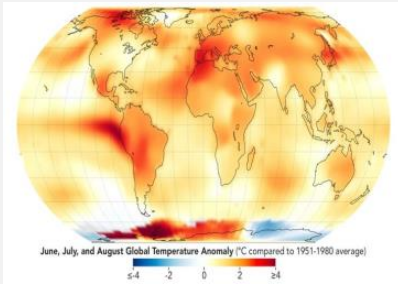 June, July, and August Global Temperature Anomaly (°C compared to 1951-1980 average)
≤-4 -2 0 2 ≥4